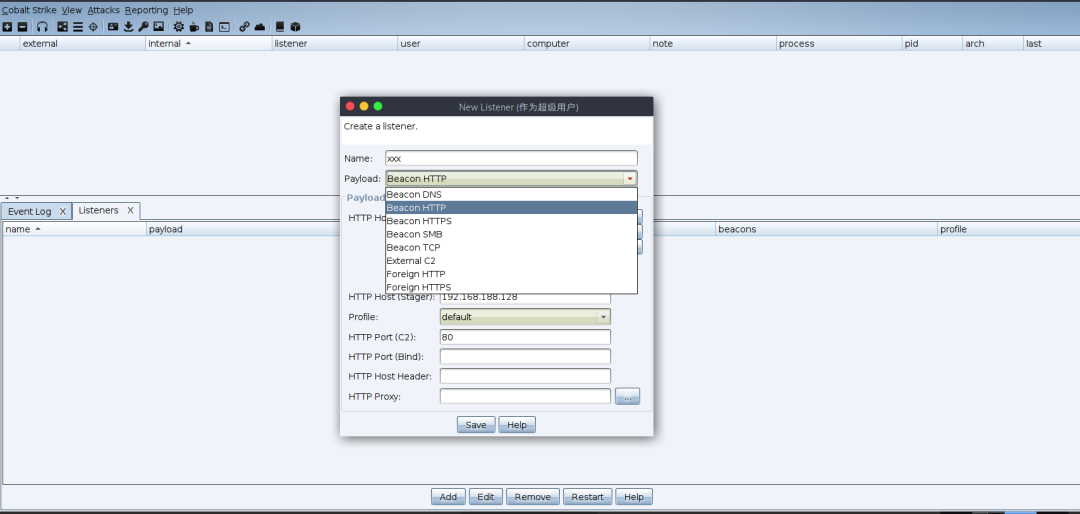 Cobalt Strike View Attacks Reporting Help
external internal listener user computer note process pid arch last
New Listener (作为超级用户)
Create a listener.
Name: xxx
Payload: Beacon HTTP
Beacon DNS
Beacon HTTP
Beacon HTTPS
Beacon SMB
Beacon TCP
External C2
Foreign HTTP
Foreign HTTPS
Payload
HTTP Ho
HTTP Host (Stager): 192.168.188.128
Profile: default
HTTP Port (C2): 80
HTTP Port (Bind):
HTTP Host Header:
HTTP Proxy: ...
Save Help
Event Log X Listeners X
name payload beacons profile
Add Edit Remove Restart Help